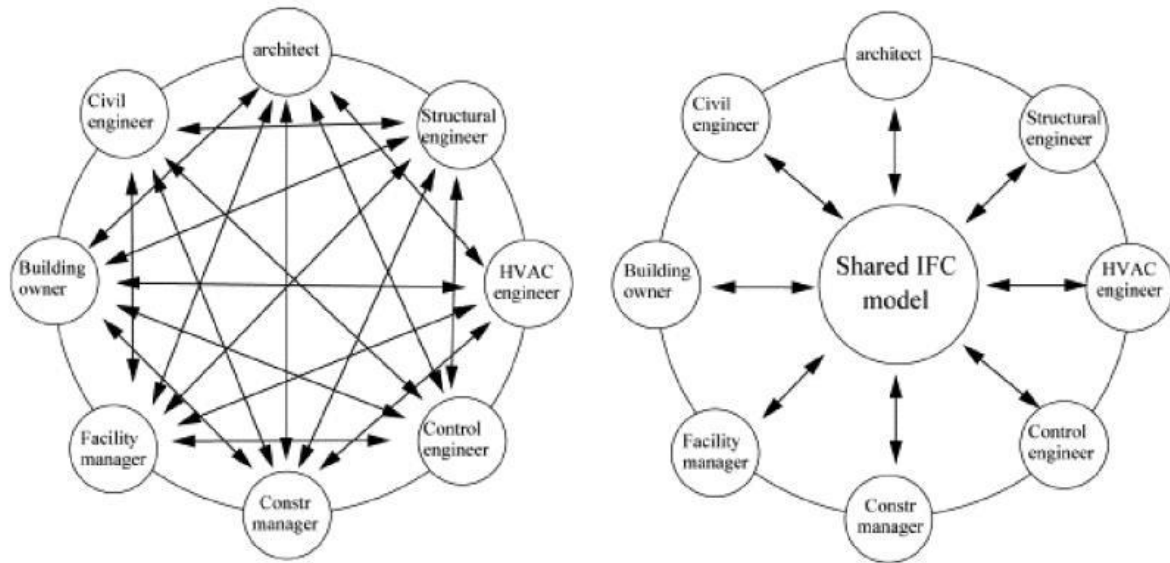 architect
Civil
engineer
Structural
engineer
Building
owner
HVAC
engineer
Facility
manager
Control
engineer
Constr
manager
architect
Civil
engineer
Structural
engineer
Building
owner
Shared IFC
model
HVAC
engineer
Facility
manager
Control
engineer
Constr
manager